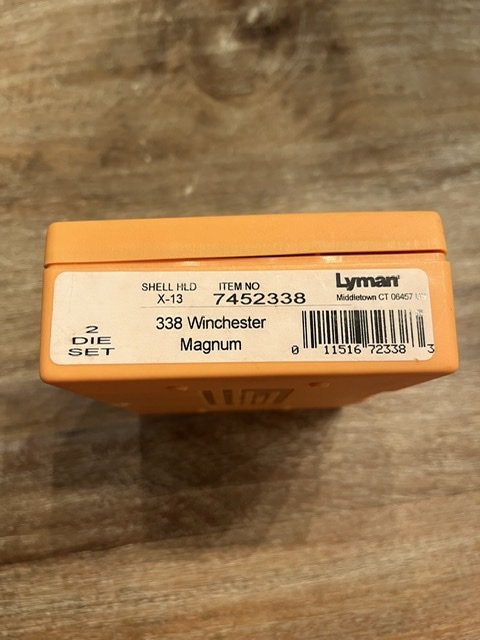 SHELL HLD ITEM NO Lyman®
X-13 7452338 Middletown CT 06457
2
DIE
SET
338 Winchester
Magnum
0 11516 72338 3